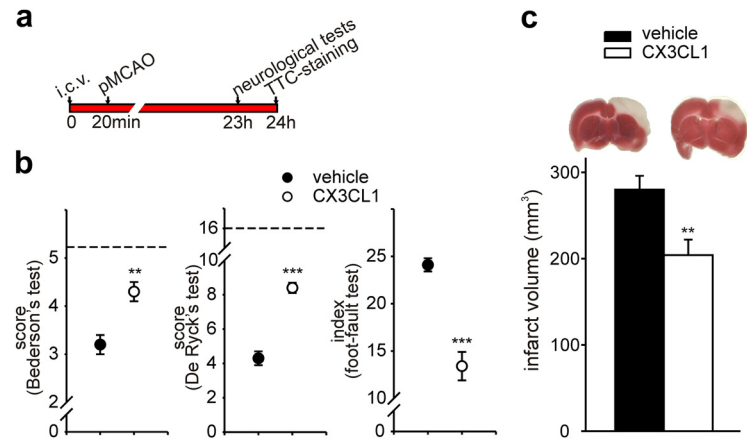 a
i.c.v.
pMCAO
neurological tests
TTC-staining
0
20min
23h
24h
b
vehicle
CX3CL1
score
(Bederson's test)
5
4
3
2
0
**
score
(De Ryck's test)
16
10
8
6
4
2
0
***
index
(foot-fault test)
25
20
15
10
0
***
c
vehicle
CX3CL1
infarct volume (mm³)
300
200
100
0
**